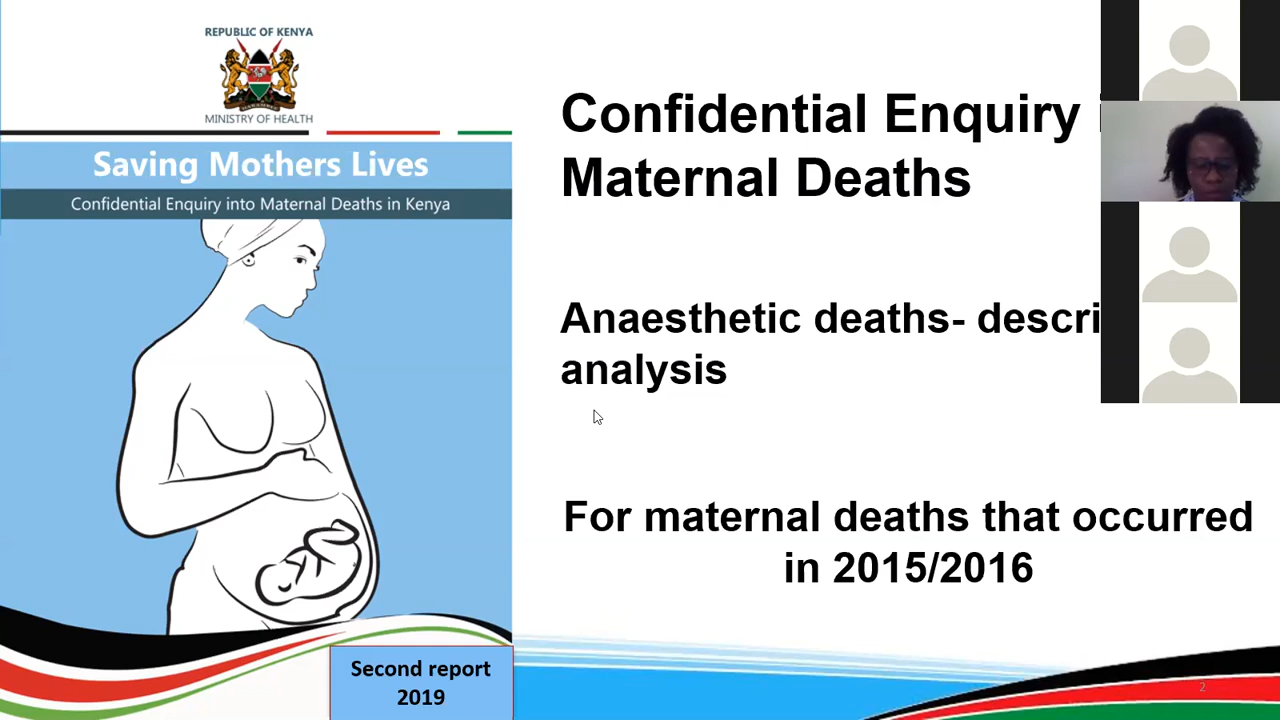 REPUBLIC OF KENYA
MINISTRY OF HEALTH
Saving Mothers Lives
Confidential Enquiry into Maternal Deaths in Kenya
Second report
2019
Confidential Enquiry
Maternal Deaths
Anaesthetic deaths- descri
analysis
For maternal deaths that occurred
in 2015/2016
2